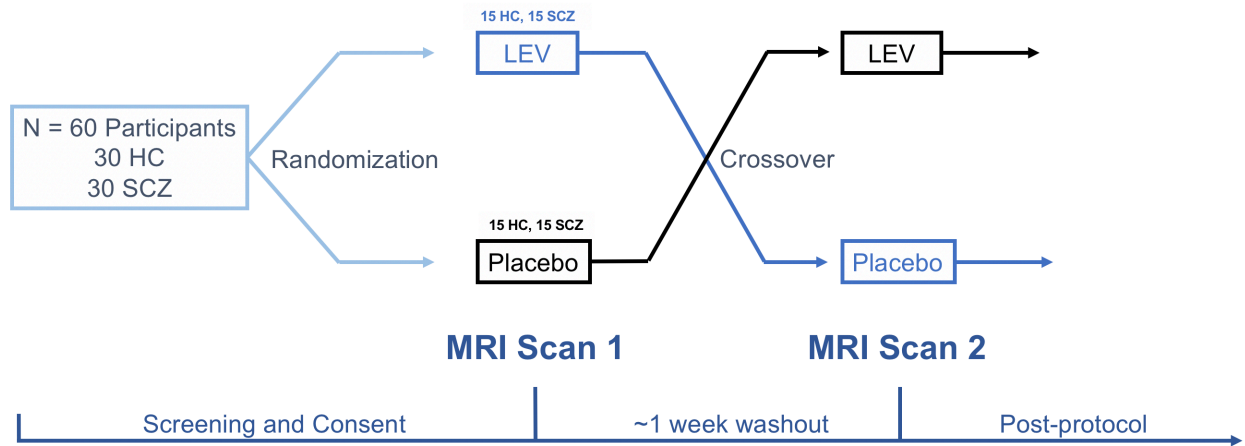 15 HC, 15 SCZ
LEV
LEV
N = 60 Participants
30 HC
30 SCZ
Randomization
Crossover
15 HC, 15 SCZ
Placebo
Placebo
MRI Scan 1
MRI Scan 2
Screening and Consent
~1 week washout
Post-protocol